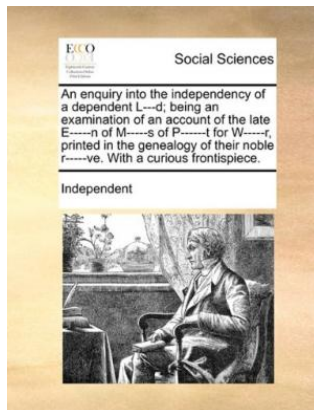 ECCO
Social Sciences
An enquiry into the independency of
a dependent L---d; being an
examination of an account of the late
E-----n of M-----s of P------t for W-----r,
printed in the genealogy of their noble
r-----ve. With a curious frontispiece.
Independent